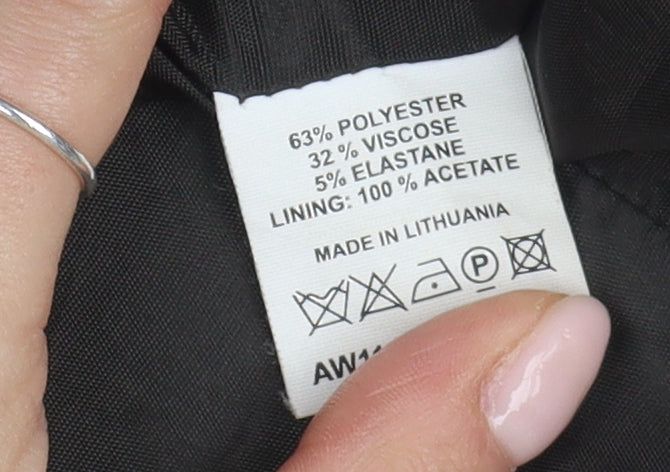 63% POLYESTER
32 % VISCOSE
5% ELASTANE
LINING: 100 % ACETATE
MADE IN LITHUANIA
P